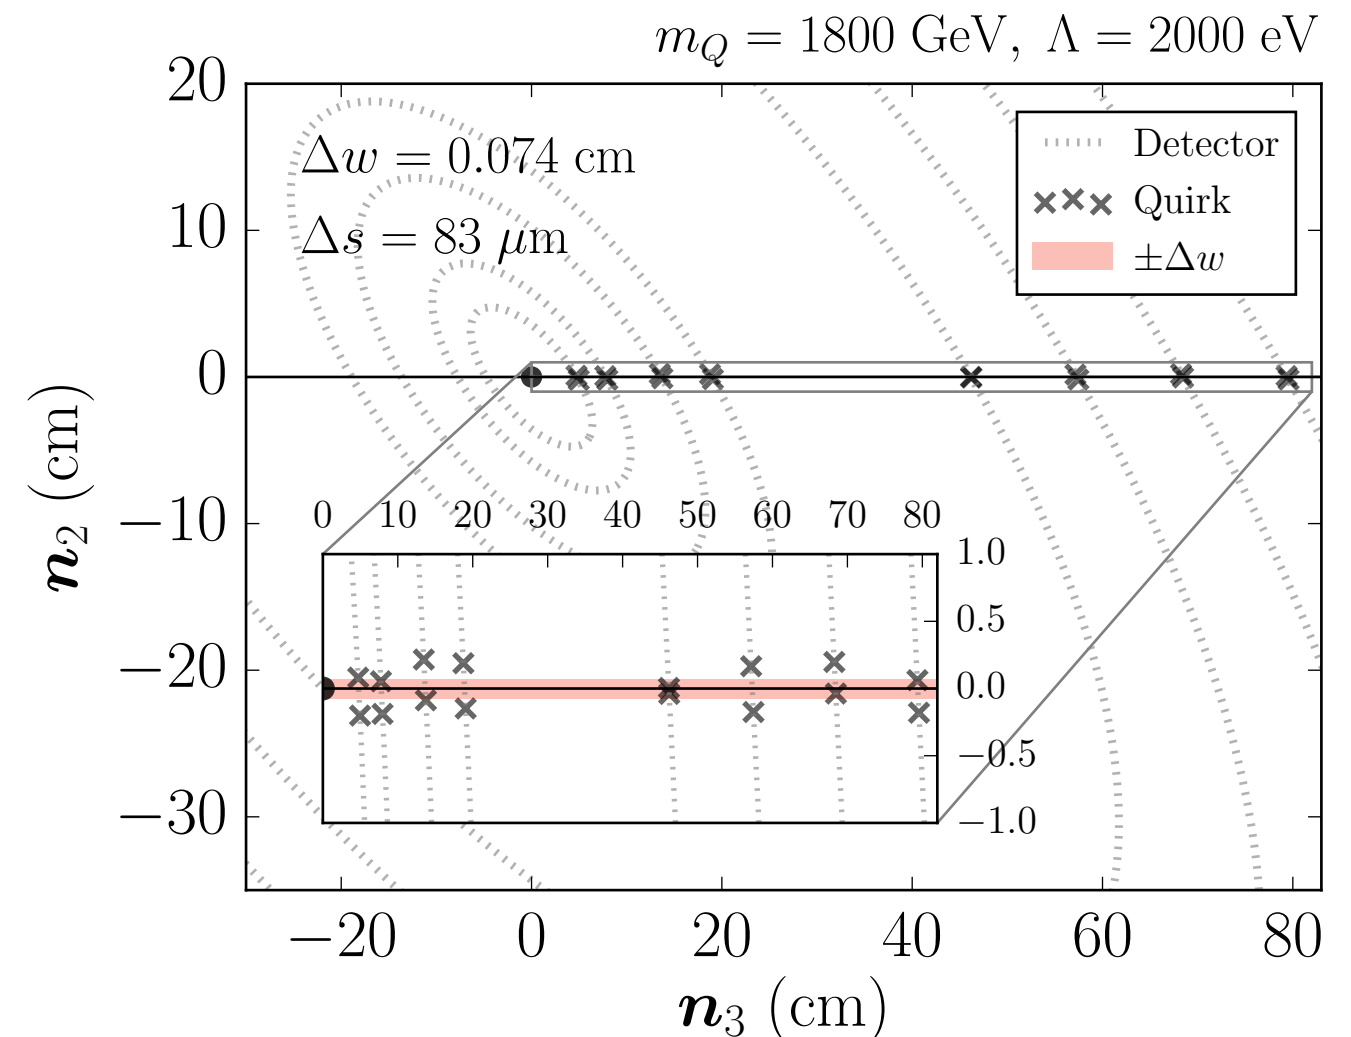 m_Q = 1800 GeV, Λ = 2000 eV
20
10
0
−10
−20
−30
n₂ (cm)
Δw = 0.074 cm
Δs = 83 μm
Detector
Quirk
±Δw
0 10 20 30 40 50 60 70 80
1.0
0.5
0.0
−0.5
−1.0
−20 0 20 40 60 80
n₃ (cm)